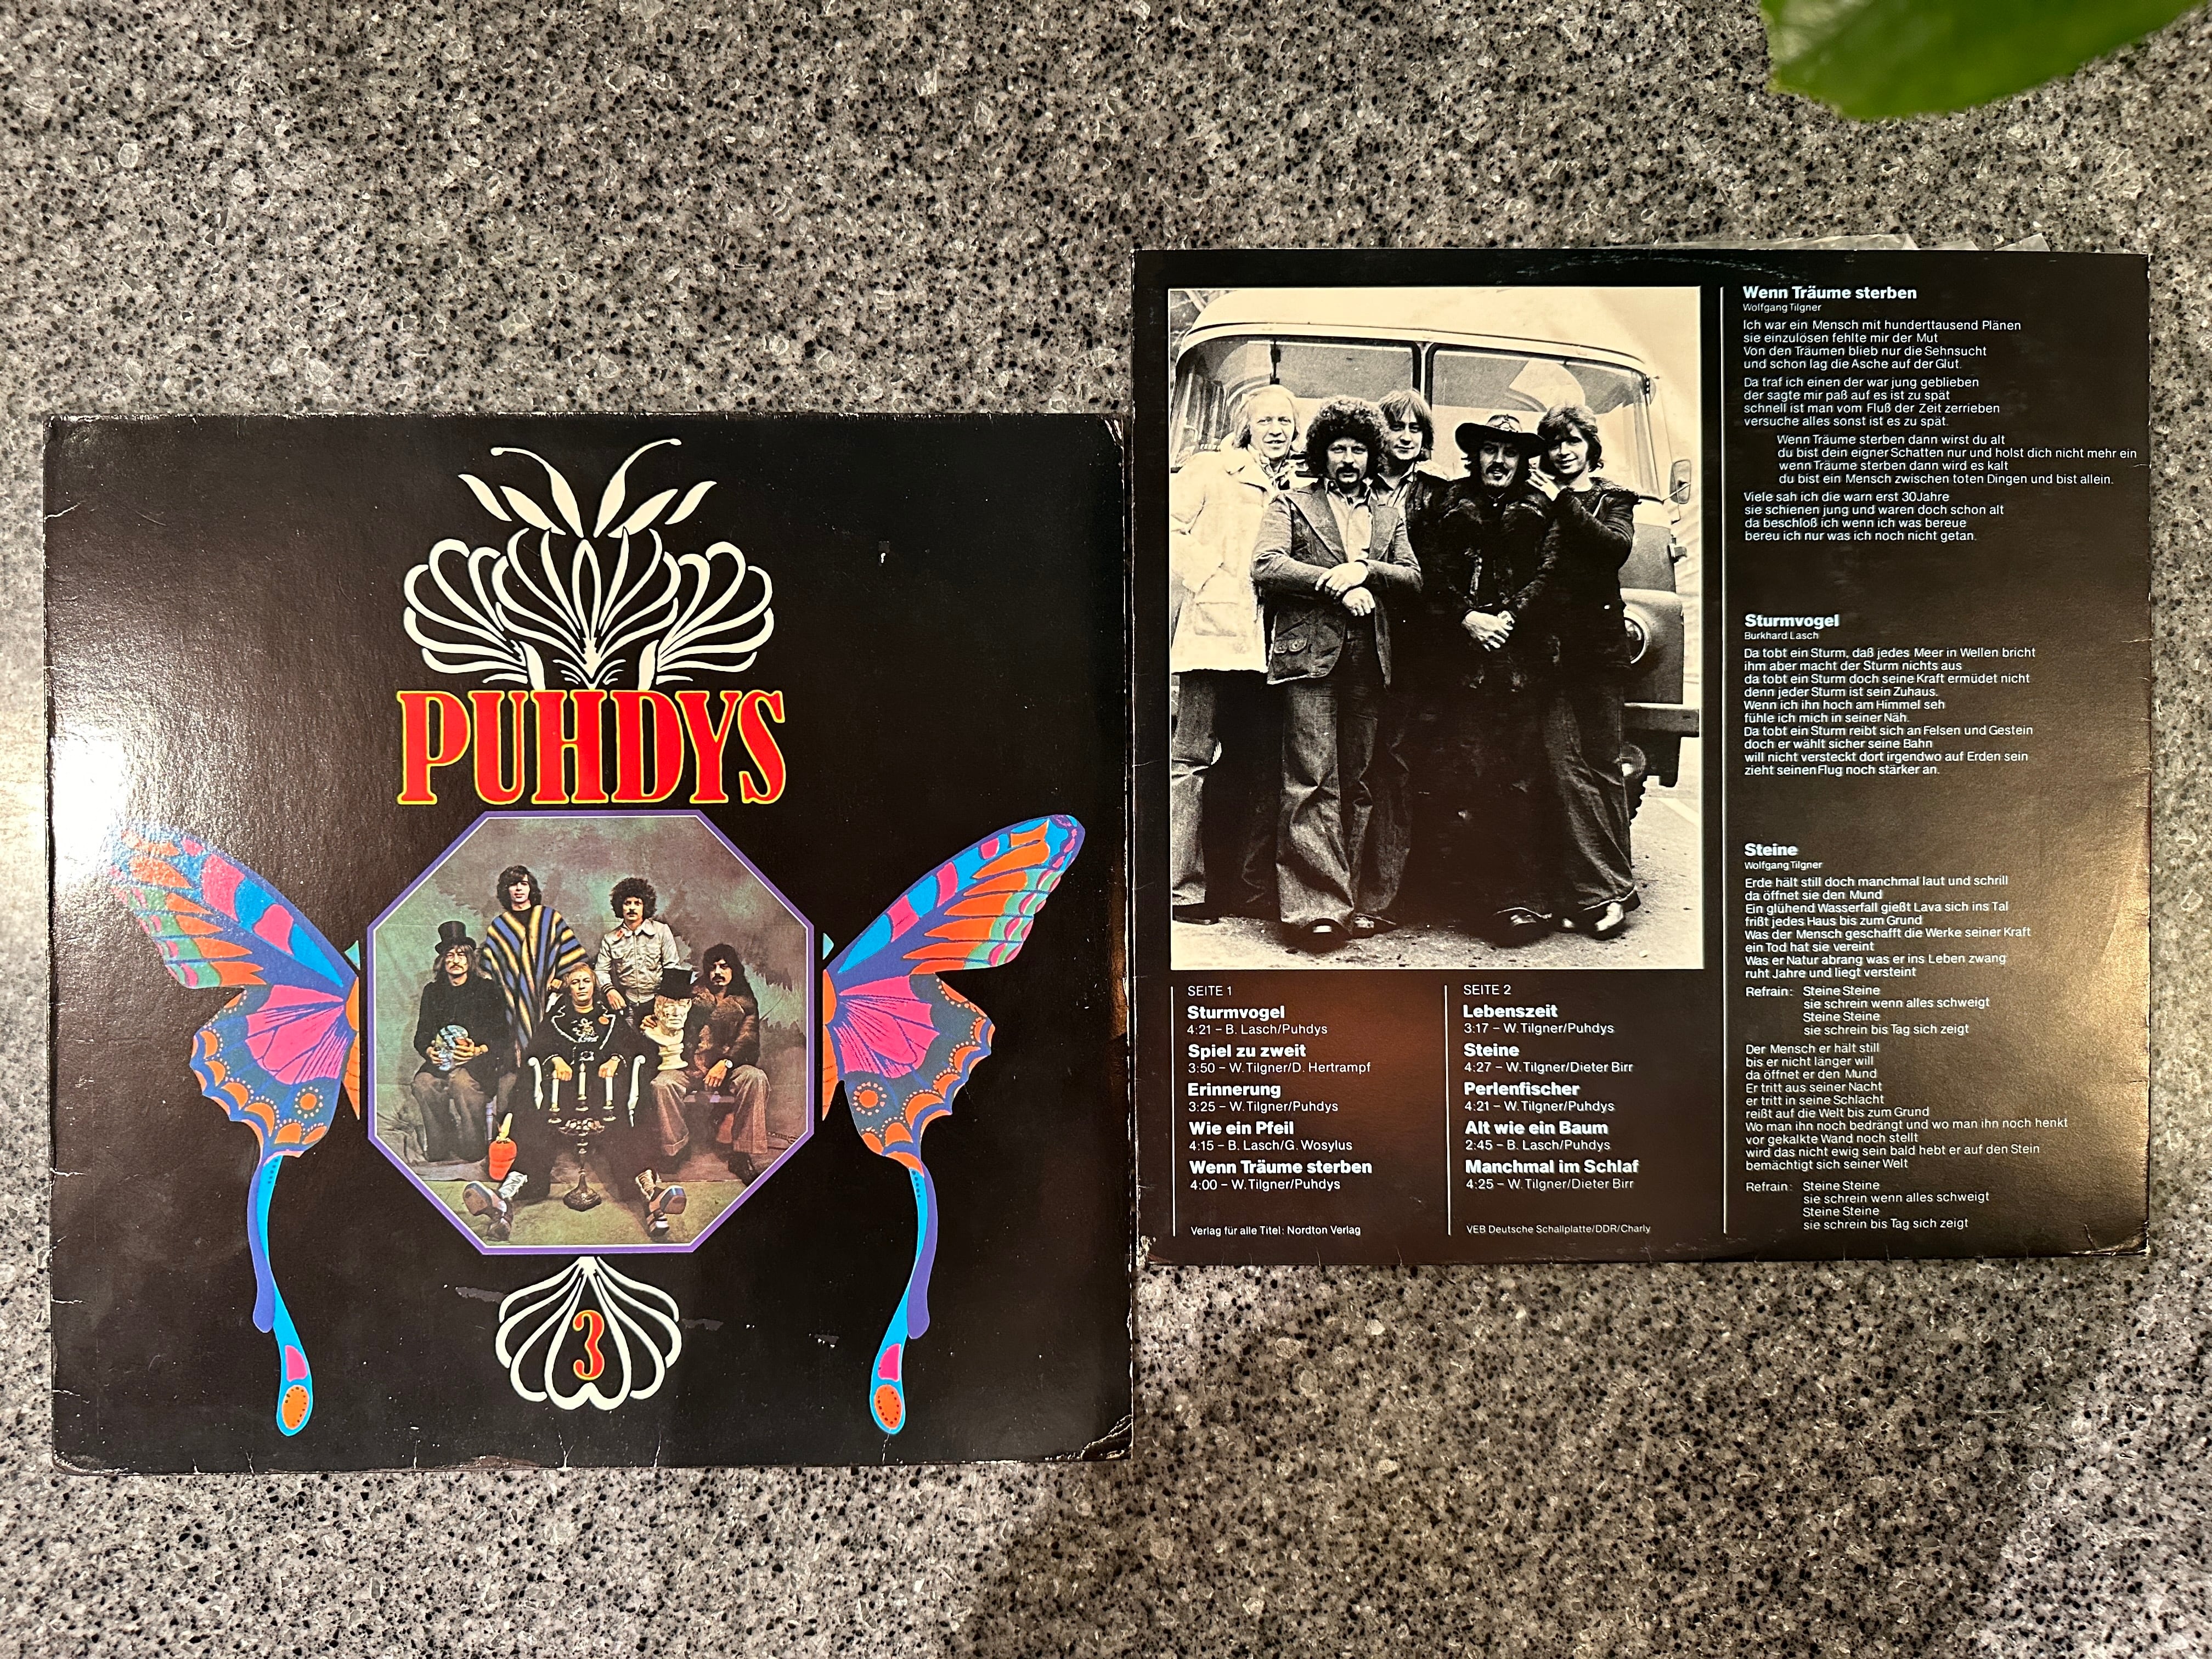 PUHDYS
3
SEITE 1
Sturmvogel
4:21 – B. Lasch/Puhdys
Spiel zu zweit
3:50 – W. Tilgner/D. Hertrampf
Erinnerung
3:25 – W. Tilgner/Puhdys
Wie ein Pfeil
4:15 – B. Lasch/G. Wosylus
Wenn Träume sterben
4:00 – W. Tilgner/Puhdys
Verlag für alle Titel: Nordton Verlag
SEITE 2
Lebenszeit
3:17 – W. Tilgner/Puhdys
Steine
4:27 – W. Tilgner/Dieter Birr
Perlenfischer
4:21 – W. Tilgner/Puhdys
Alt wie ein Baum
2:45 – B. Lasch/Puhdys
Manchmal im Schlaf
4:25 – W. Tilgner/Dieter Birr
VEB Deutsche Schallplatte/DDR/Charly
Wenn Träume sterben
Wolfgang Tilgner
Ich war ein Mensch mit hunderttausend Plänen
sie einzulösen fehlte mir der Mut
Von den Träumen blieb nur die Sehnsucht
und schon lag die Asche auf der Glut.
Da traf ich einen der war jung geblieben
der sagte mir paß auf es ist zu spät
schnell ist man vom Fluß der Zeit zerrieben
versuche alles sonst ist es zu spät.
Wenn Träume sterben dann wirst du alt
du bist dein eigner Schatten nur und holst dich nicht mehr ein
wenn Träume sterben dann wird es kalt
du bist ein Mensch zwischen toten Dingen und bist allein.
Viele sah ich die warn erst 30 Jahre
sie schienen jung und waren doch schon alt
da beschloß ich wenn ich was bereue
bereu ich nur was ich noch nicht getan.
Sturmvogel
Burkhard Lasch
Da tobt ein Sturm, daß jedes Meer in Wellen bricht
ihm aber macht der Sturm nichts aus
da tobt ein Sturm doch seine Kraft ermüdet nicht
denn jeder Sturm ist sein Zuhaus.
Wenn ich ihn hoch am Himmel seh
fühle ich mich in seiner Näh.
Da tobt ein Sturm reibt sich an Felsen und Gestein
doch er wählt sicher seine Bahn
will nicht versteckt dort irgendwo auf Erden sein
zieht seinen Flug noch stärker an.
Steine
Wolfgang Tilgner
Erde hält still doch manchmal laut und schrill
da öffnet sie den Mund
Ein glühend Wasserfall gießt Lava sich ins Tal
frißt jedes Haus bis zum Grund
Was der Mensch geschafft die Werke seiner Kraft
ein Tod hat sie vereint
Was er Natur abrang was er ins Leben zwang
ruht Jahre und liegt versteint
Refrain: Steine Steine
sie schrein wenn alles schweigt
Steine Steine
sie schrein bis Tag sich zeigt
Der Mensch er hält still
bis er nicht länger will
da öffnet er den Mund
Er tritt aus seiner Nacht
er tritt in seine Schlacht
reißt auf die Welt bis zum Grund
Wo man ihn noch bedrängt und wo man ihn noch henkt
vor gekalkte Wand noch stellt
wird das nicht ewig sein bald hebt er auf den Stein
bemächtigt sich seiner Welt
Refrain: Steine Steine
sie schrein wenn alles schweigt
Steine Steine
sie schrein bis Tag sich zeigt